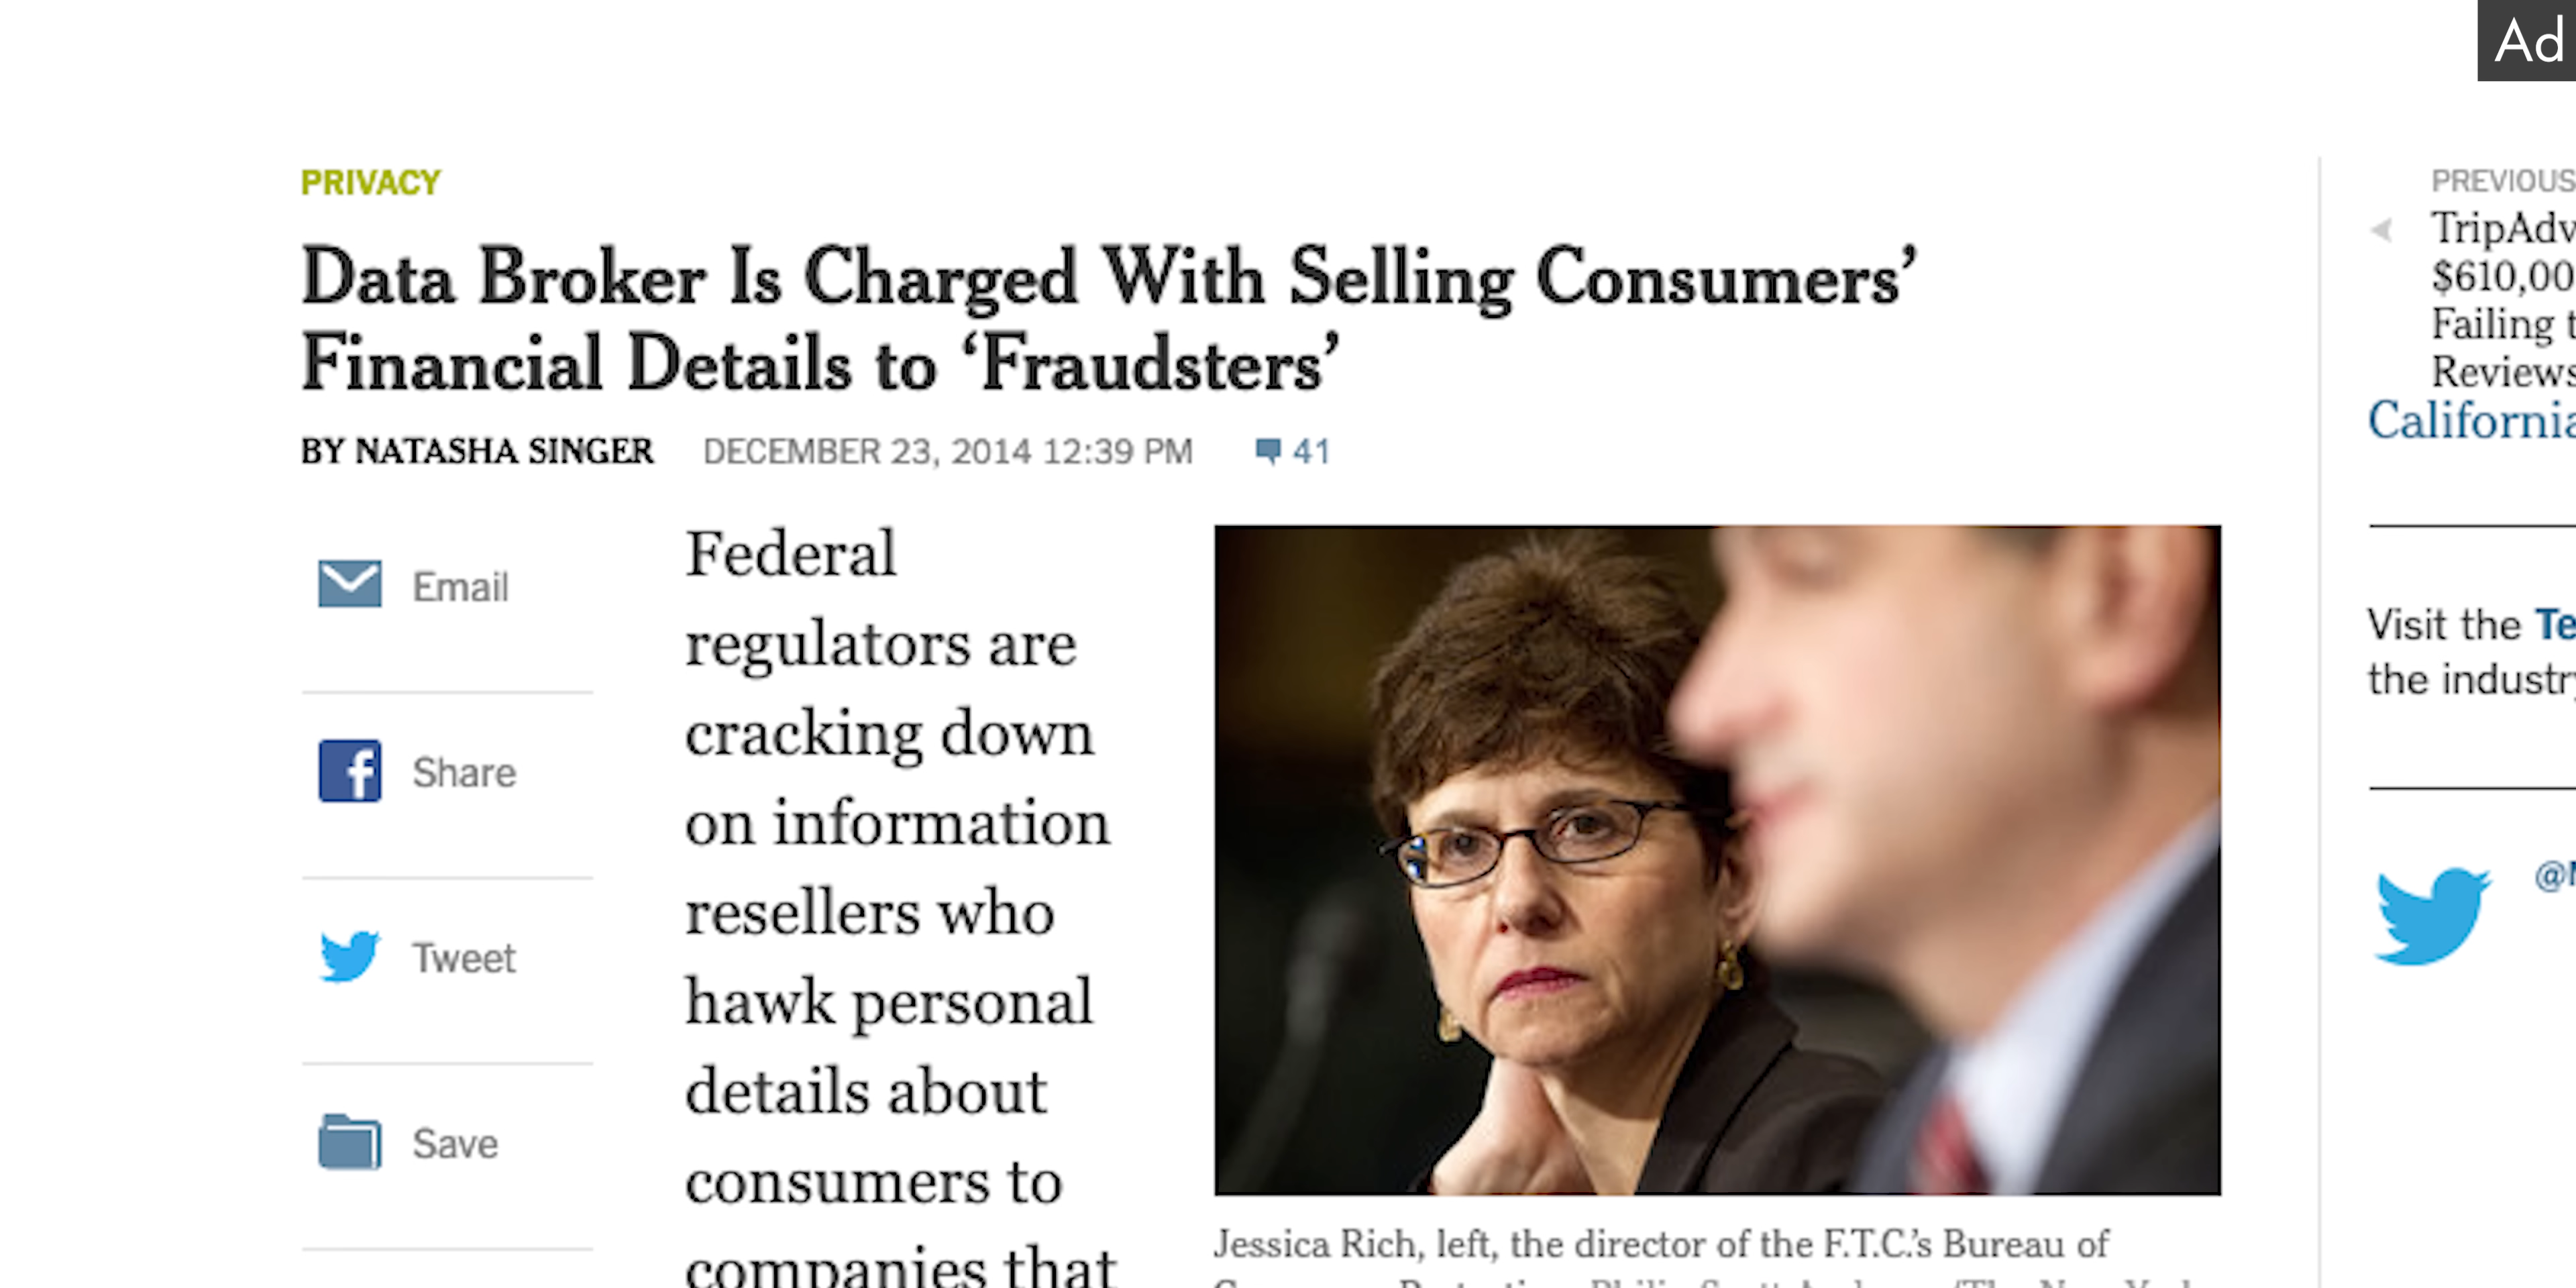 Ad
PRIVACY
Data Broker Is Charged With Selling Consumers’
Financial Details to ‘Fraudsters’
BY NATASHA SINGER DECEMBER 23, 2014 12:39 PM 41
Email
Share
Tweet
Save
Federal
regulators are
cracking down
on information
resellers who
hawk personal
details about
consumers to
companies that
Jessica Rich, left, the director of the F.T.C.’s Bureau of
PREVIOUS
TripAdv
$610,00
Failing t
Reviews
California
Visit the Te
the industry
@